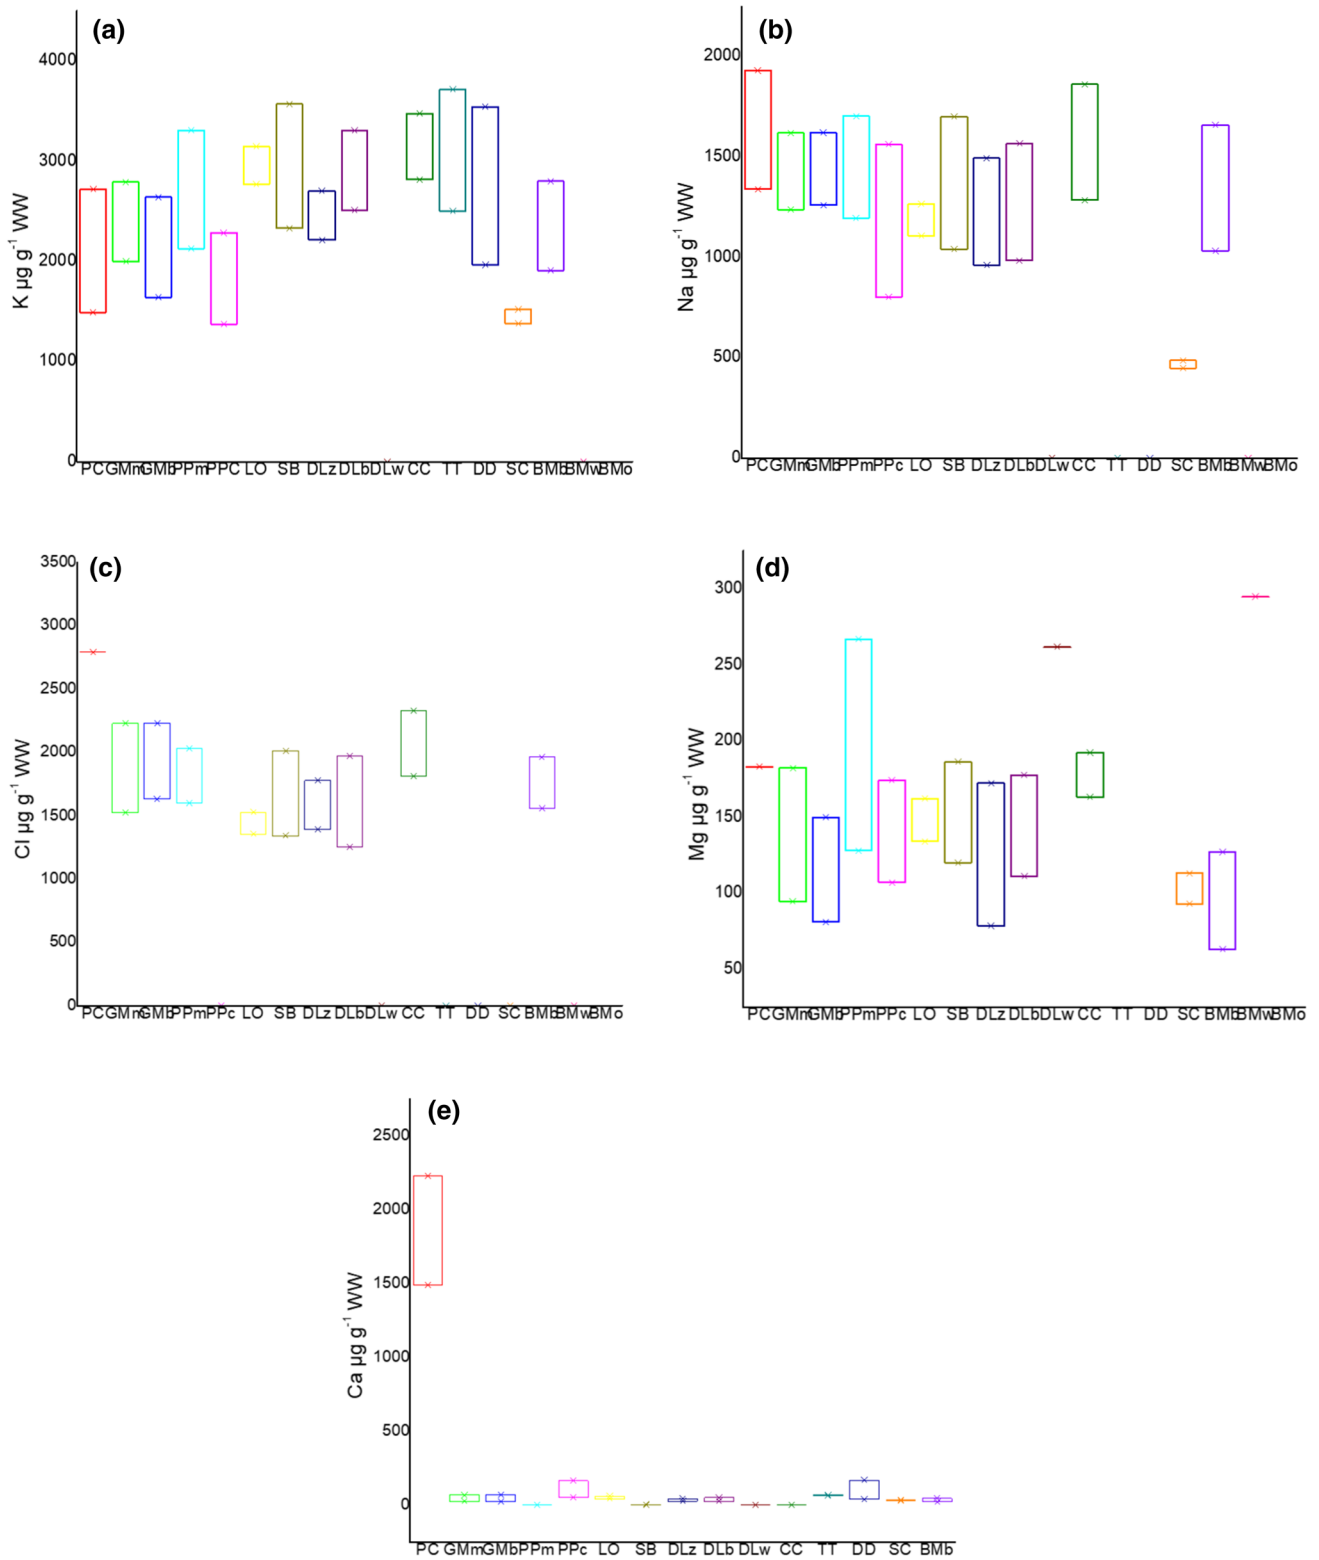 (a)
4000
3000
2000
1000
0
K µg g-1 WW
PC GMm GMb PPm PPC LO SB DLz DLb DLw CC TT DD SC BMb BMw BMo
(b)
2000
1500
1000
500
0
Na µg g-1 WW
PC GMm GMb PPm PPc LO SB DLz DLb DLw CC TT DD SC BMb BMw BMo
(c)
3500
3000
2500
2000
1500
1000
500
0
Cl µg g-1 WW
PC GMm GMb PPm PPc LO SB DLz DLb DLw CC TT DD SC BMb BMw BMo
(d)
300
250
200
150
100
50
Mg µg g-1 WW
PC GMm GMb PPm PPc LO SB DLz DLb DLw CC TT DD SC BMb BMw BMo
(e)
2500
2000
1500
1000
500
0
Ca µg g-1 WW
PC GMm GMb PPm PPc LO SB DLz DLb DLw CC TT DD SC BMb